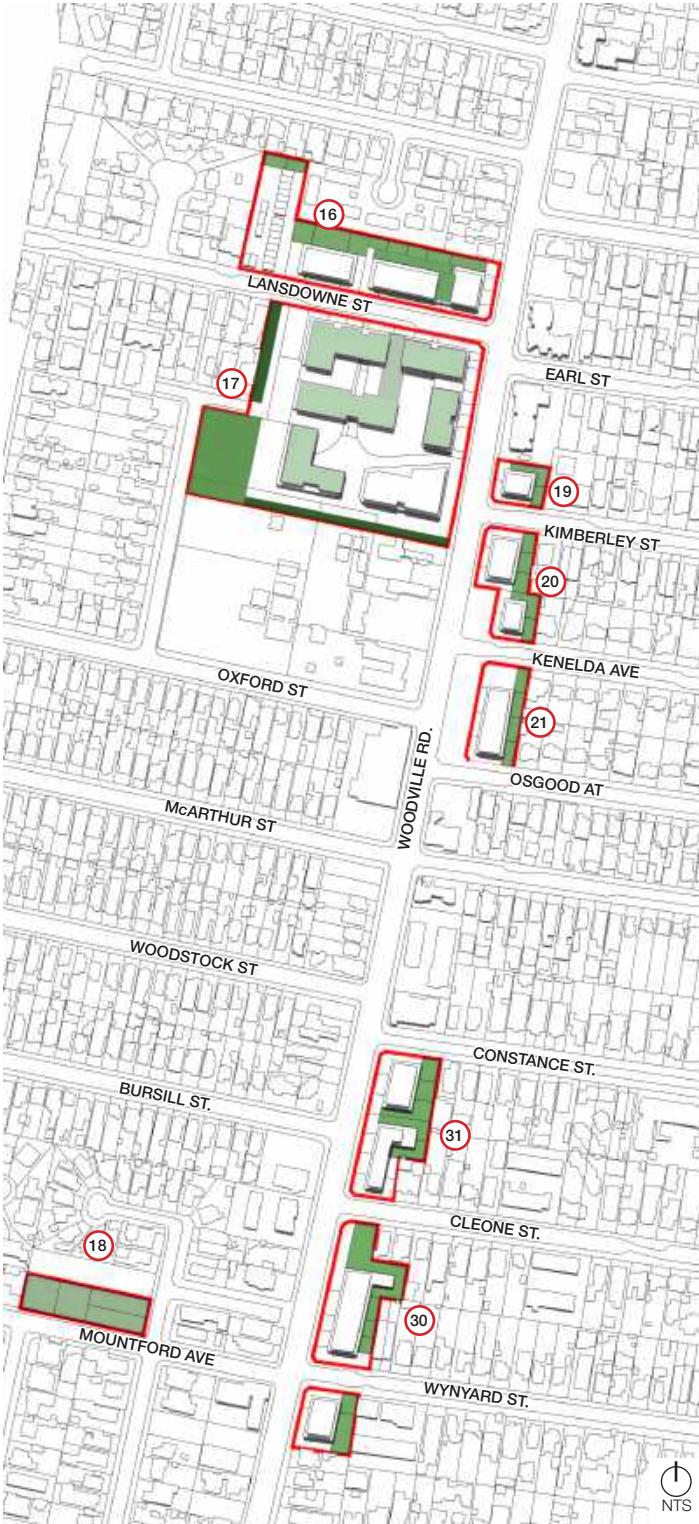 16
LANSDOWNE ST
EARL ST
17
19
KIMBERLEY ST
20
KENELDA AVE
OXFORD ST
21
WOODVILLE RD.
OSGOOD AT
McARTHUR ST
WOODSTOCK ST
CONSTANCE ST.
BURSILL ST.
31
CLEONE ST.
18
30
MOUNTFORD AVE
WYNYARD ST.
NTS